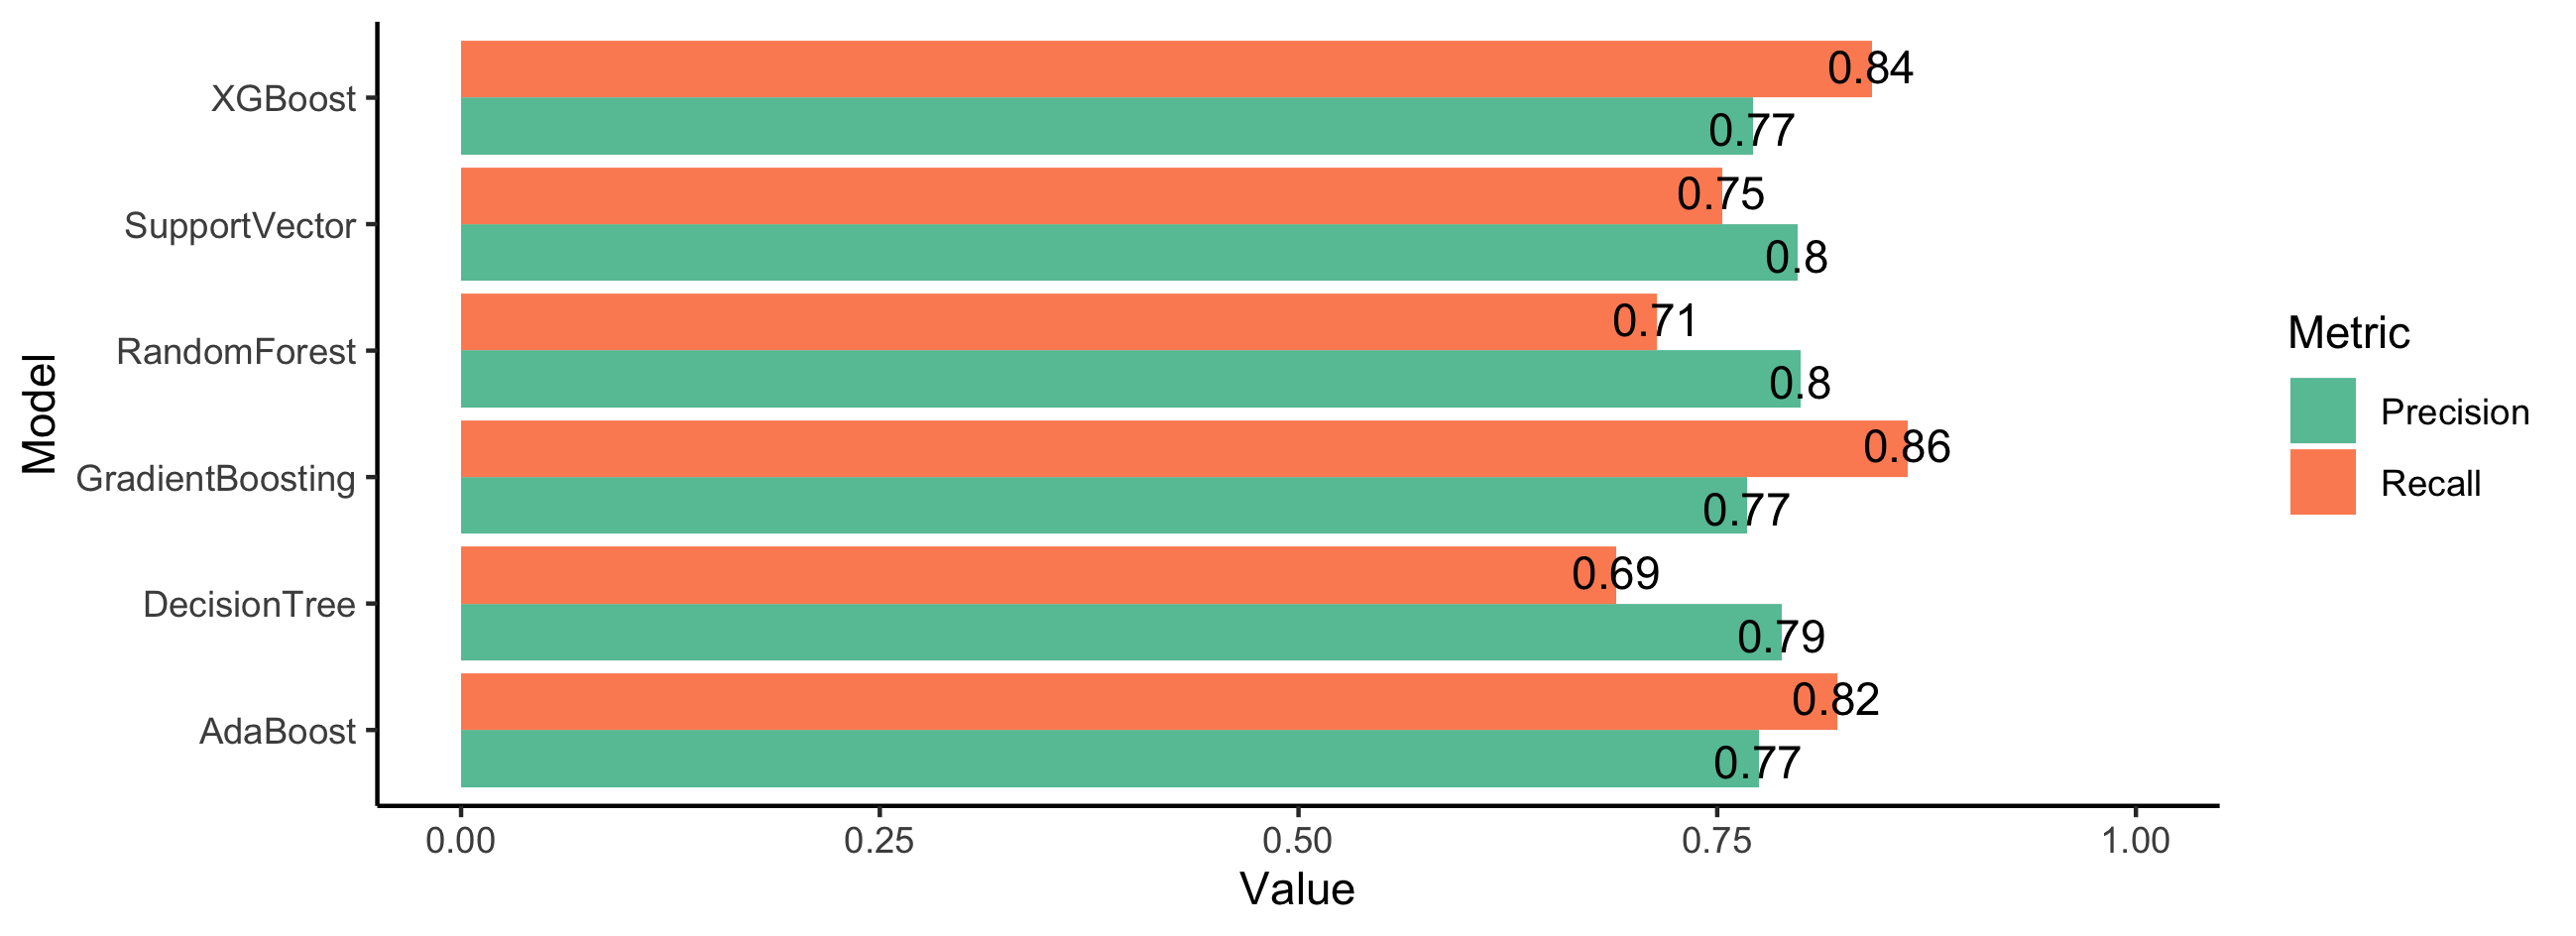 Model
XGBoost
0.84
0.77
SupportVector
0.75
0.8
RandomForest
0.71
0.8
GradientBoosting
0.86
0.77
DecisionTree
0.69
0.79
AdaBoost
0.82
0.77
0.00 0.25 0.50 0.75 1.00
Value
Metric
Precision
Recall